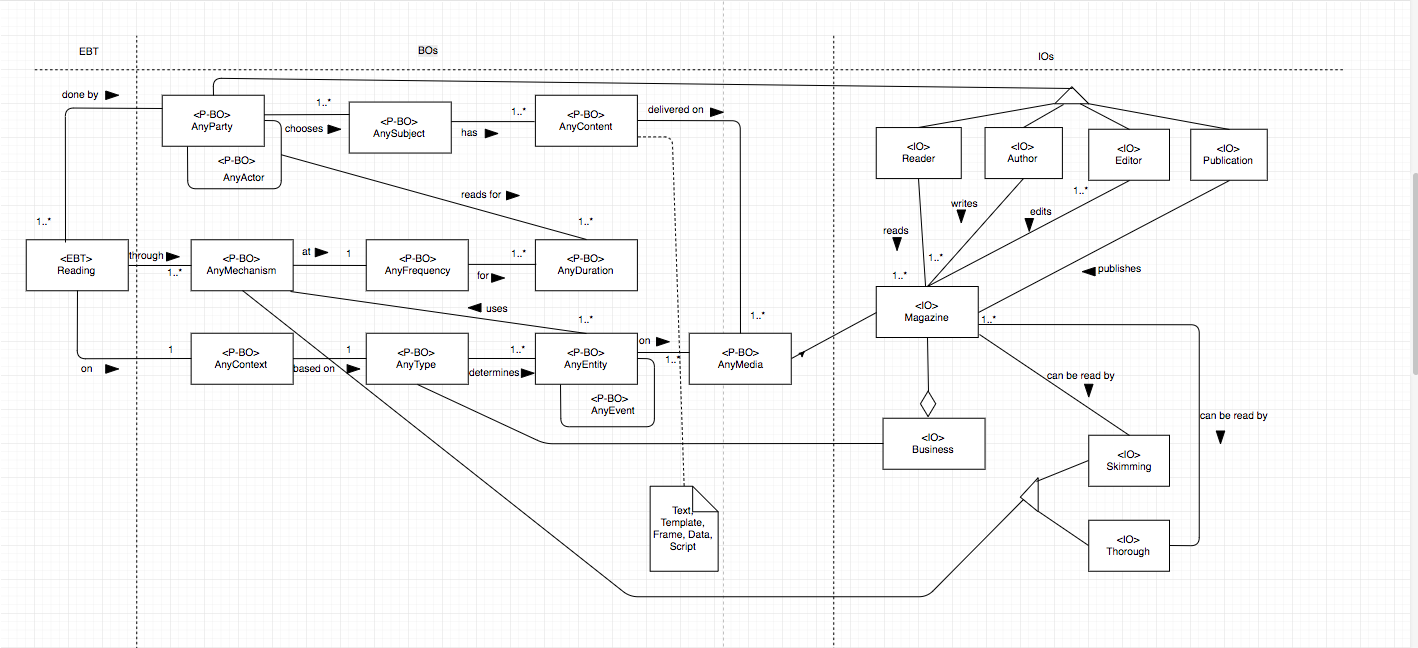 EBT
BOs
IOs
done by
<P-BO>
AnyParty
1..*
chooses
<P-BO>
AnySubject
1..*
has
<P-BO>
AnyContent
delivered on
<P-BO>
AnyActor
<IO>
Reader
<IO>
Author
<IO>
Editor
<IO>
Publication
reads for
1..*
1..*
writes
edits
reads
1..*
1..*
1..*
publishes
<EBT>
Reading
through
1..*
<P-BO>
AnyMechanism
at
1
<P-BO>
AnyFrequency
1..*
for
<P-BO>
AnyDuration
<IO>
Magazine
1..*
uses
1..*
1..*
on
1
<P-BO>
AnyContext
based on
1
<P-BO>
AnyType
1..*
determines
<P-BO>
AnyEntity
on
1..*
<P-BO>
AnyMedia
<P-BO>
AnyEvent
can be read by
can be read by
<IO>
Business
<IO>
Skimming
<IO>
Thorough
Text,
Template,
Frame, Data,
Script